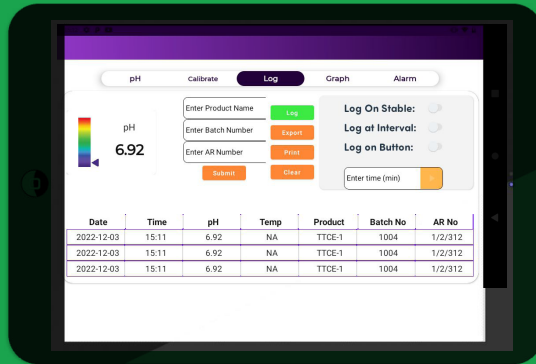 pH Calibrate Log Graph Alarm
Enter Product Name
Log
Log On Stable:
pH
Enter Batch Number
Export
Log at Interval:
6.92
Enter AR Number
Print
Log on Button:
Submit
Clear
Enter time (min)
Date Time pH Temp Product Batch No AR No
2022-12-03 15:11 6.92 NA TTCE-1 1004 1/2/312
2022-12-03 15:11 6.92 NA TTCE-1 1004 1/2/312
2022-12-03 15:11 6.92 NA TTCE-1 1004 1/2/312